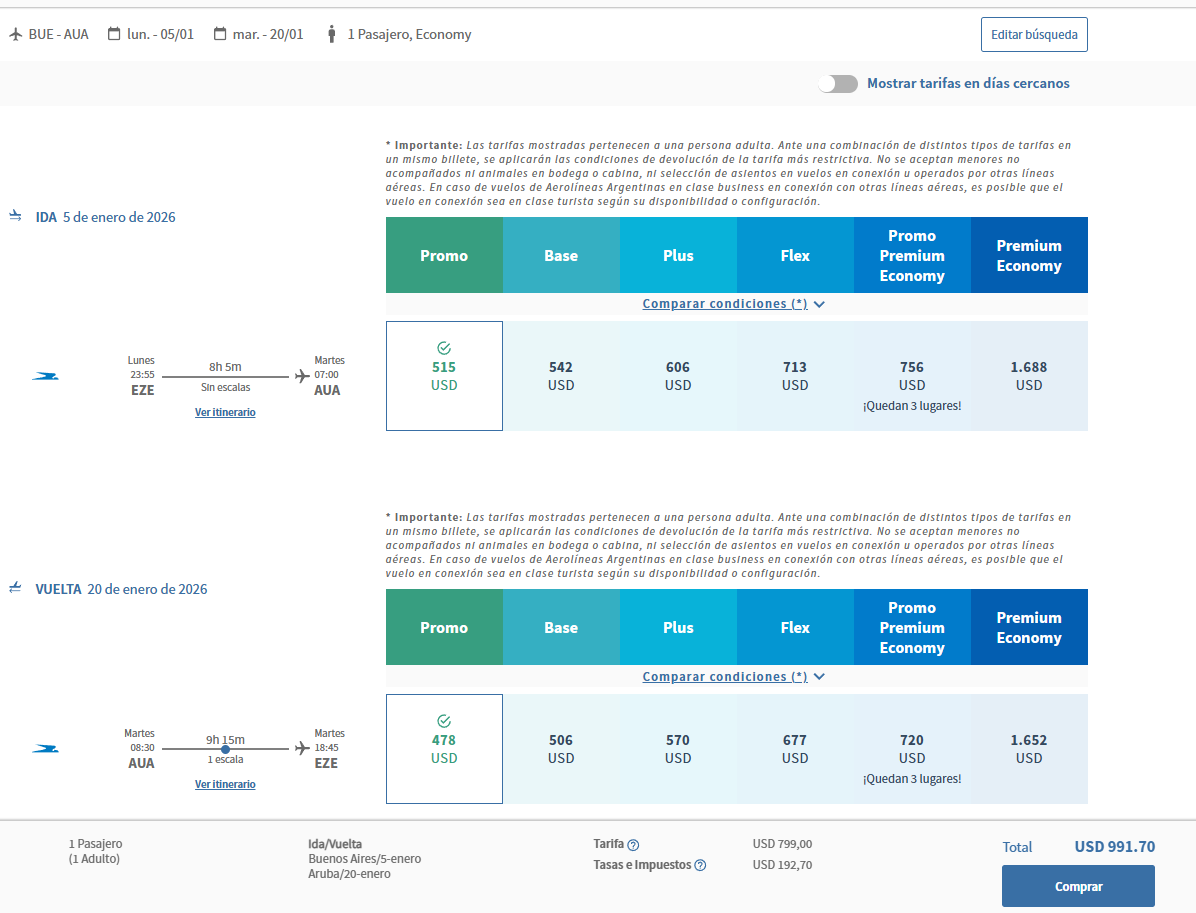 BUE - AUA lun. - 05/01 mar. - 20/01 1 Pasajero, Economy Editar búsqueda
Mostrar tarifas en días cercanos
* Importante: Las tarifas mostradas pertenecen a una persona adulta. Ante una combinación de distintos tipos de tarifas en
un mismo billete, se aplicarán las condiciones de devolución de la tarifa más restrictiva. No se aceptan menores no
acompañados ni animales en bodega o cabina, ni selección de asientos en vuelos en conexión u operados por otras líneas
aéreas. En caso de vuelos de Aerolíneas Argentinas en clase business en conexión con otras líneas aéreas, es posible que el
vuelo en conexión sea en clase turista según su disponibilidad o configuración.
IDA 5 de enero de 2026
Promo Base Plus Flex Promo Premium Economy Premium Economy
Comparar condiciones (*)
Lunes 23:55 EZE
8h 5m
Sin escalas
Ver itinerario
Martes 07:00 AUA
515 USD
542 USD
606 USD
713 USD
756 USD
¡Quedan 3 lugares!
1.688 USD
* Importante: Las tarifas mostradas pertenecen a una persona adulta. Ante una combinación de distintos tipos de tarifas en
un mismo billete, se aplicarán las condiciones de devolución de la tarifa más restrictiva. No se aceptan menores no
acompañados ni animales en bodega o cabina, ni selección de asientos en vuelos en conexión u operados por otras líneas
aéreas. En caso de vuelos de Aerolíneas Argentinas en clase business en conexión con otras líneas aéreas, es posible que el
vuelo en conexión sea en clase turista según su disponibilidad o configuración.
VUELTA 20 de enero de 2026
Promo Base Plus Flex Promo Premium Economy Premium Economy
Comparar condiciones (*)
Martes 08:30 AUA
9h 15m
1 escala
Ver itinerario
Martes 18:45 EZE
478 USD
506 USD
570 USD
677 USD
720 USD
¡Quedan 3 lugares!
1.652 USD
1 Pasajero
(1 Adulto)
Ida/Vuelta
Buenos Aires/5-enero
Aruba/20-enero
Tarifa ? USD 799,00
Tasas e Impuestos ? USD 192,70
Total USD 991.70
Comprar